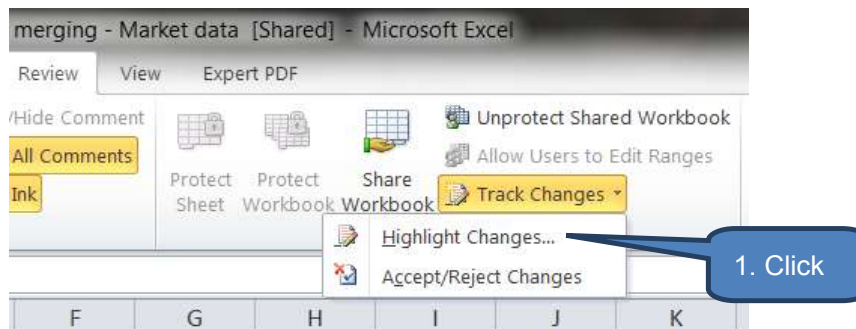 merging - Market data [Shared] - Microsoft Excel
Review View Expert PDF
/Hide Comment
All Comments
Ink
Protect Sheet
Protect Workbook
Share Workbook
Unprotect Shared Workbook
Allow Users to Edit Ranges
Track Changes
Highlight Changes...
Accept/Reject Changes
1. Click
F G H I J K